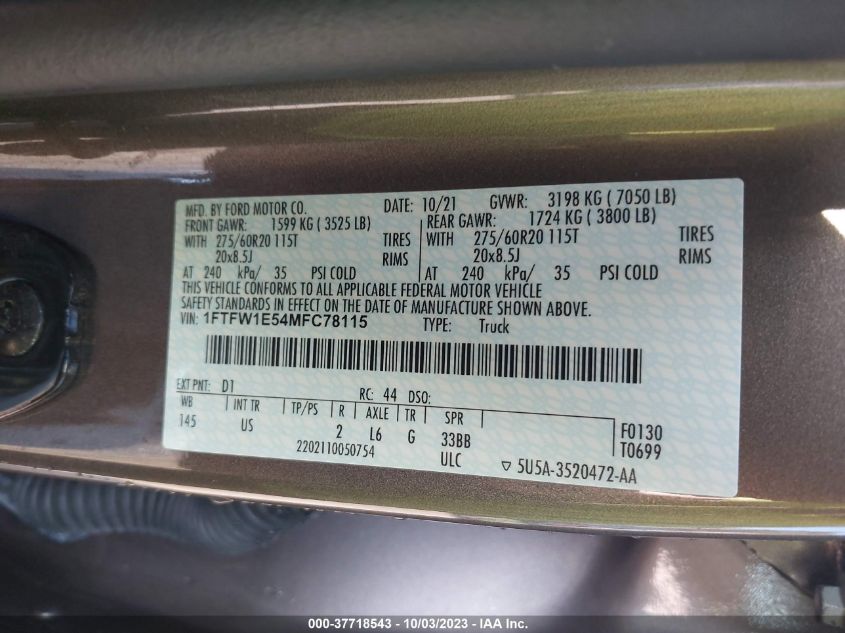 MFD. BY FORD MOTOR CO. DATE: 10/21 GVWR: 3198 KG ( 7050 LB)
FRONT GAWR: 1599 KG ( 3525 LB) REAR GAWR: 1724 KG ( 3800 LB)
WITH 275/60R20 115T TIRES WITH 275/60R20 115T TIRES
20x8.5J RIMS 20x8.5J RIMS
AT 240 kPa/ 35 PSI COLD AT 240 kPa/ 35 PSI COLD
THIS VEHICLE CONFORMS TO ALL APPLICABLE FEDERAL MOTOR VEHICLE
SAFETY STANDARDS IN EFFECT ON THE DATE OF MANUFACTURE SHOWN ABOVE.
VIN: 1FTFW1E54MFC78115 TYPE: Truck
EXT PNT: D1 RC: 44 DSO:
WB INT TR TP/PS R AXLE TR SPR F0130
145 US 2 L6 G 33BB T0699
2202110050754 ULC ▽ 5U5A-3520472-AA
000-37718543 - 10/03/2023 - IAA Inc.